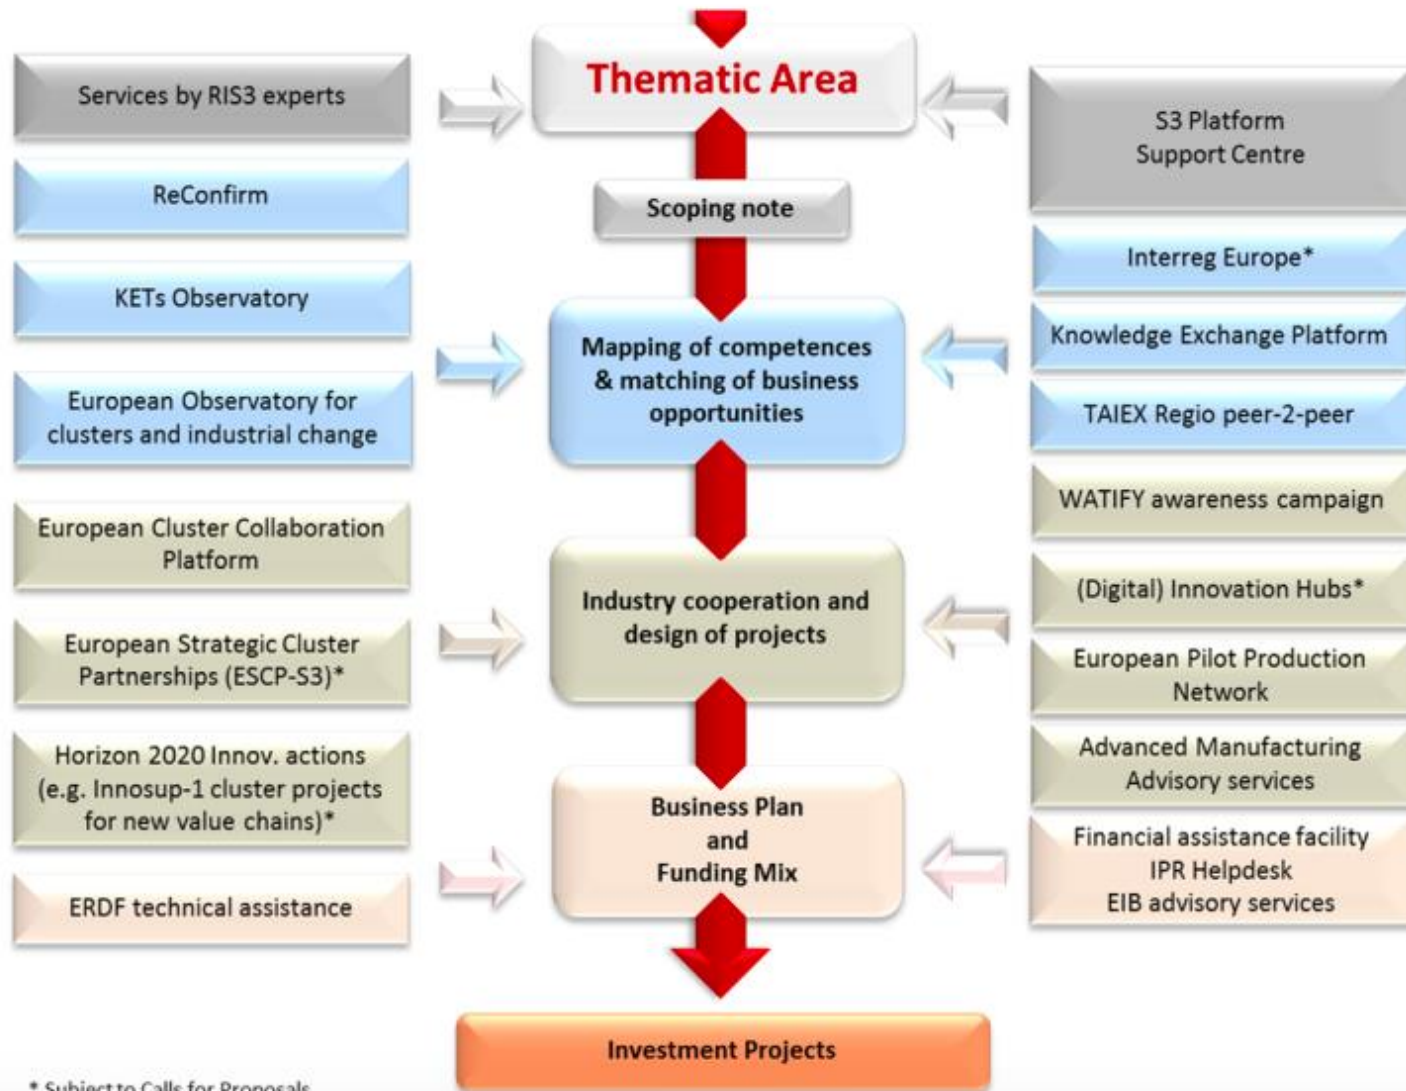 Thematic Area
Services by RIS3 experts
S3 Platform
Support Centre
ReConfirm
Scoping note
Interreg Europe*
KETs Observatory
Knowledge Exchange Platform
Mapping of competences
& matching of business
opportunities
European Observatory for
clusters and industrial change
TAIEX Regio peer-2-peer
WATIFY awareness campaign
European Cluster Collaboration
Platform
(Digital) Innovation Hubs*
Industry cooperation and
design of projects
European Strategic Cluster
Partnerships (ESCP-S3)*
European Pilot Production
Network
Horizon 2020 Innov. actions
(e.g. Innosup-1 cluster projects
for new value chains)*
Advanced Manufacturing
Advisory services
Business Plan
and
Funding Mix
Financial assistance facility
IPR Helpdesk
EIB advisory services
ERDF technical assistance
Investment Projects
* Subject to Calls for Proposals